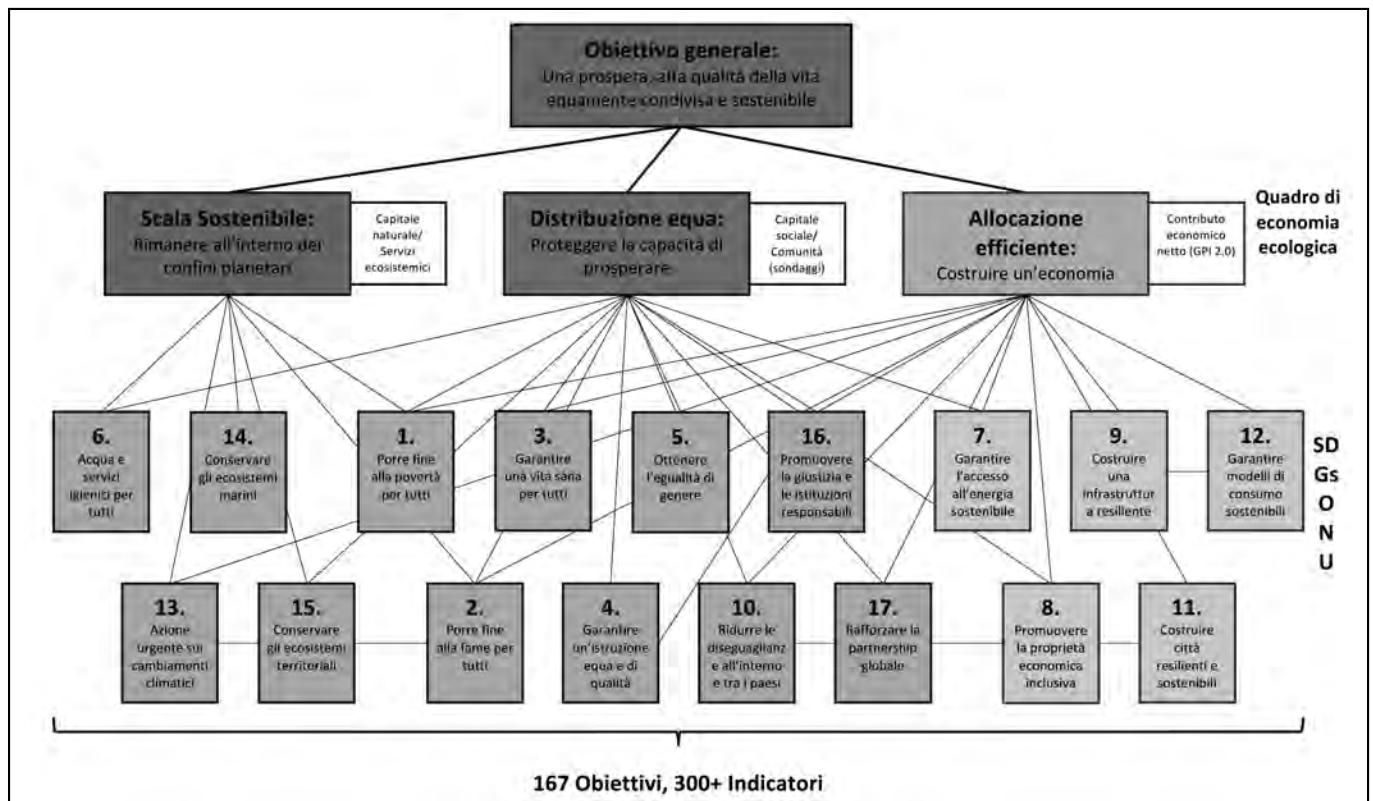 Obiettivo generale:
Una prospera, alta qualità della vita
equamente condivisa e sostenibile
Scala Sostenibile:
Rimanere all'interno dei
confini planetari
Capitale
naturale/
Servizi
ecosistemici
Distribuzione equa:
Proteggere la capacità di
prosperare
Capitale
sociale/
Comunità
(sondaggi)
Allocazione
efficiente:
Costruire un'economia
Contributo
economico
netto (GPI 2.0)
Quadro di
economia
ecologica
6.
Acqua e
servizi
igienici per
tutti
14.
Conservare
gli ecosistemi
marini
1.
Porre fine
alla povertà
per tutti
3.
Garantire
una vita sana
per tutti
5.
Ottenere
l'egualità di
genere
16.
Promuovere
la giustizia e
le istituzioni
responsabili
7.
Garantire
l'accesso
all'energia
sostenibile
9.
Costruire
una
infrastruttur
a resiliente
12.
Garantire
modelli di
consumo
sostenibili
SD
Gs
O
N
U
13.
Azione
urgente sui
cambiamenti
climatici
15.
Conservare
gli ecosistemi
territoriali
2.
Porre fine
alla fame per
tutti
4.
Garantire
un'istruzione
equa e di
qualità
10.
Ridurre le
diseguaglianz
e all'interno
e tra i paesi
17.
Rafforzare la
partnership
globale
8.
Promuovere
la proprietà
economica
inclusiva
11.
Costruire
città
resilienti e
sostenibili
167 Obiettivi, 300+ Indicatori